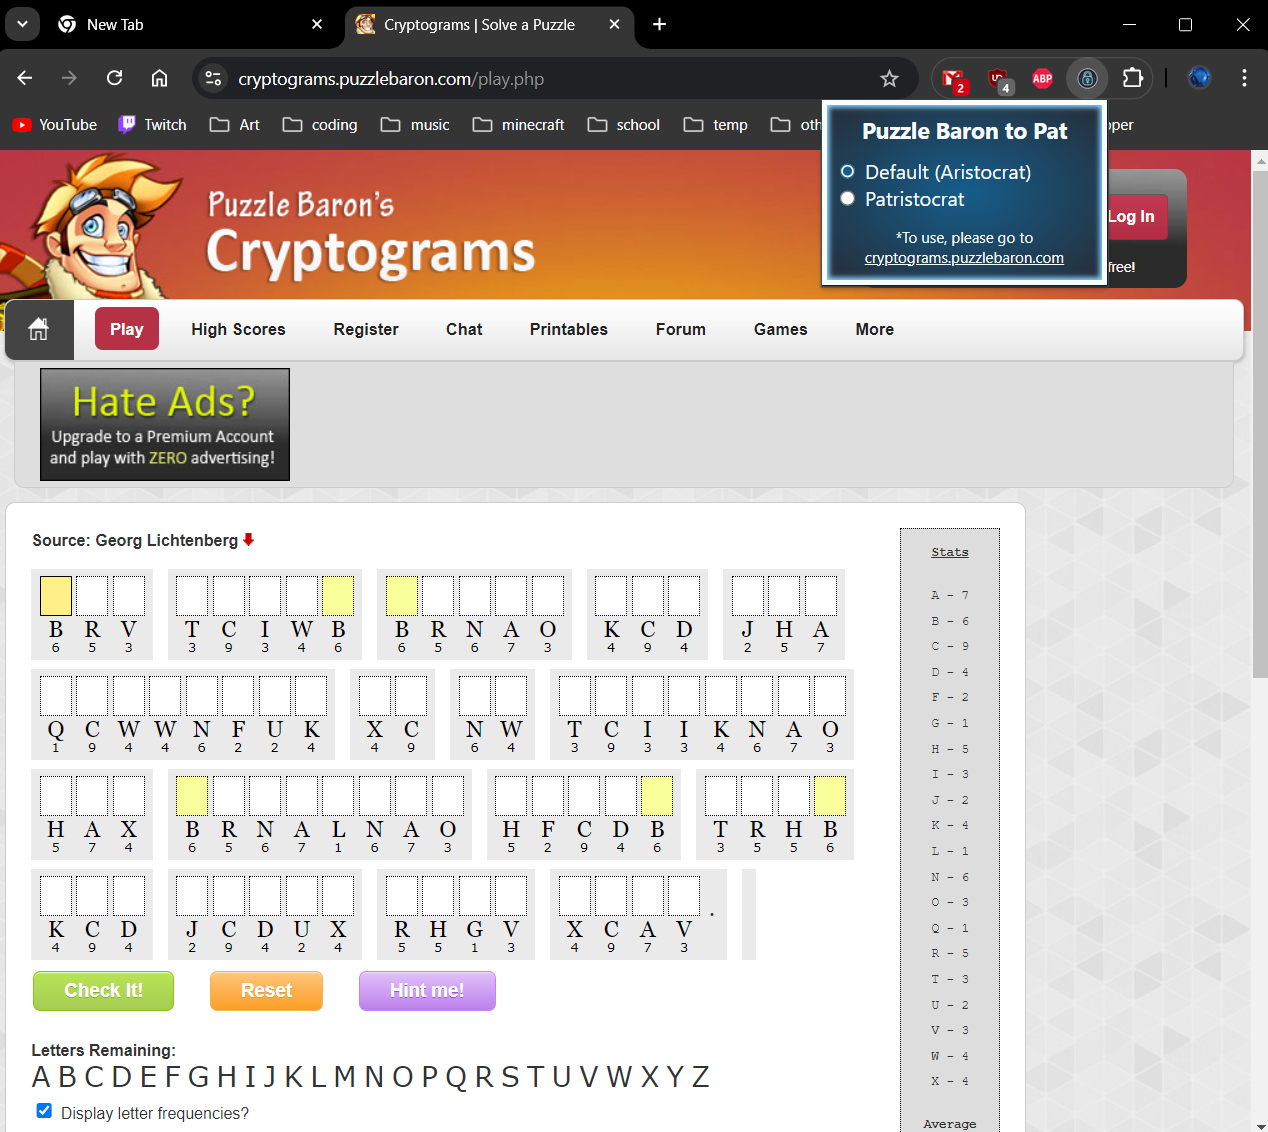 New Tab
Cryptograms | Solve a Puzzle
cryptograms.puzzlebaron.com/play.php
2
4
ABP
YouTube
Twitch
Art
coding
music
minecraft
school
temp
Puzzle Baron to Pat
Default (Aristocrat)
Patristocrat
*To use, please go to
cryptograms.puzzlebaron.com
Log In
free!
Puzzle Baron's
Cryptograms
Play
High Scores
Register
Chat
Printables
Forum
Games
More
Hate Ads?
Upgrade to a Premium Account
and play with ZERO advertising!
Source: Georg Lichtenberg
B R V T C I W B B R N A O K C D J H A
6 5 3 3 9 3 4 6 6 5 6 7 3 4 9 4 2 5 7
Q C W W N F U K X C N W T C I I K N A O
1 9 4 4 6 2 2 4 4 9 6 4 3 9 3 3 4 6 7 3
H A X B R N A L N A O H F C D B T R H B
5 7 4 6 5 6 7 1 6 7 3 5 2 9 4 6 3 5 5 6
K C D J C D U X R H G V X C A V .
4 9 4 2 9 4 2 4 5 5 1 3 4 9 7 3
Check It!
Reset
Hint me!
Letters Remaining:
A B C D E F G H I J K L M N O P Q R S T U V W X Y Z
Display letter frequencies?
Stats
A - 7
B - 6
C - 9
D - 4
F - 2
G - 1
H - 5
I - 3
J - 2
K - 4
L - 1
N - 6
O - 3
Q - 1
R - 5
T - 3
U - 2
V - 3
W - 4
X - 4
Average